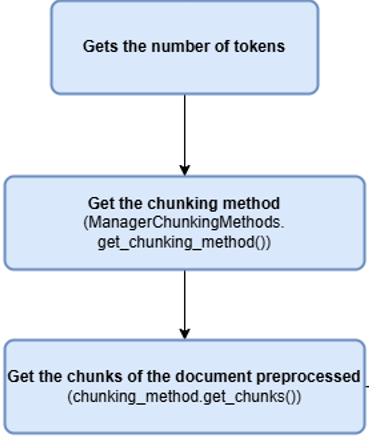 Gets the number of tokens
Get the chunking method
(ManagerChunkingMethods.
get_chunking_method())
Get the chunks of the document preprocessed
(chunking_method.get_chunks())